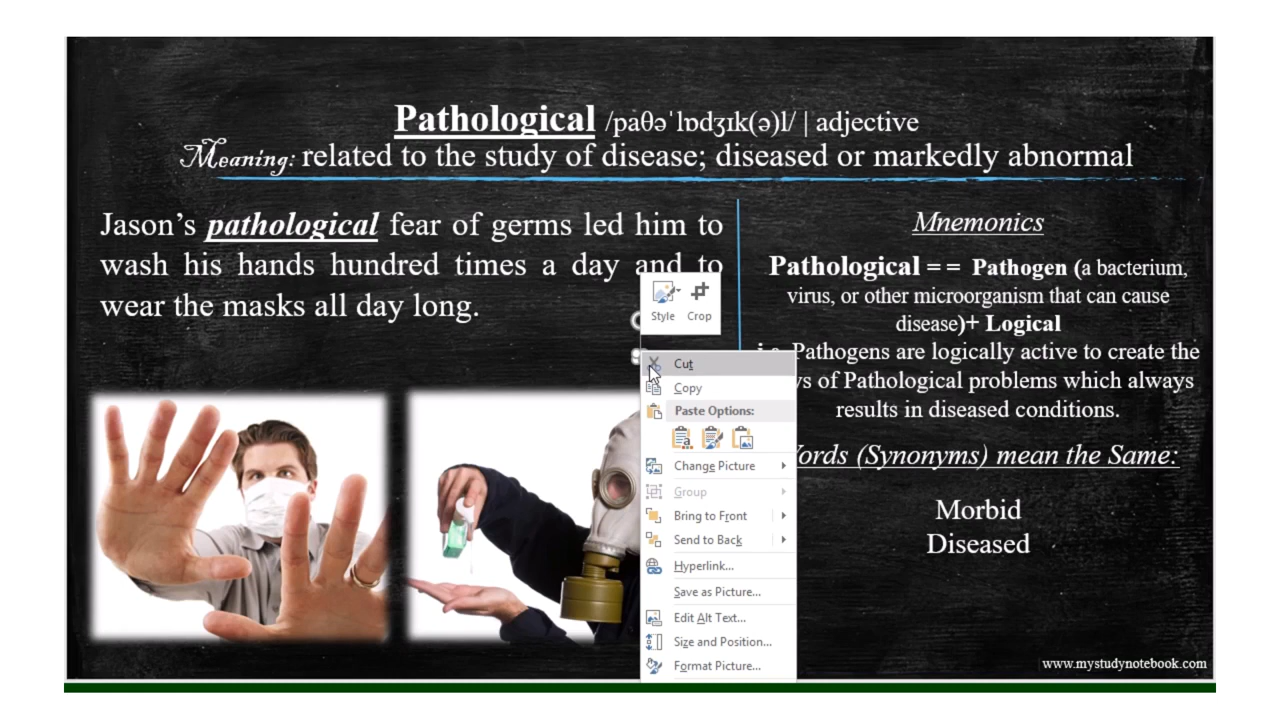 Pathological /paθəˈlɒdʒɪk(ə)l/ | adjective
Meaning: related to the study of disease; diseased or markedly abnormal
Jason’s pathological fear of germs led him to
wash his hands hundred times a day and to
wear the masks all day long.
Mnemonics
Pathological == Pathogen (a bacterium,
virus, or other microorganism that can cause
disease)+ Logical
Pathogens are logically active to create the
of Pathological problems which always
results in diseased conditions.
(Synonyms) mean the Same:
Morbid
Diseased
Style Crop
Cut
Copy
Paste Options:
Change Picture
Group
Bring to Front
Send to Back
Hyperlink...
Save as Picture...
Edit Alt Text...
Size and Position...
Format Picture...
www.mystudynotebook.com